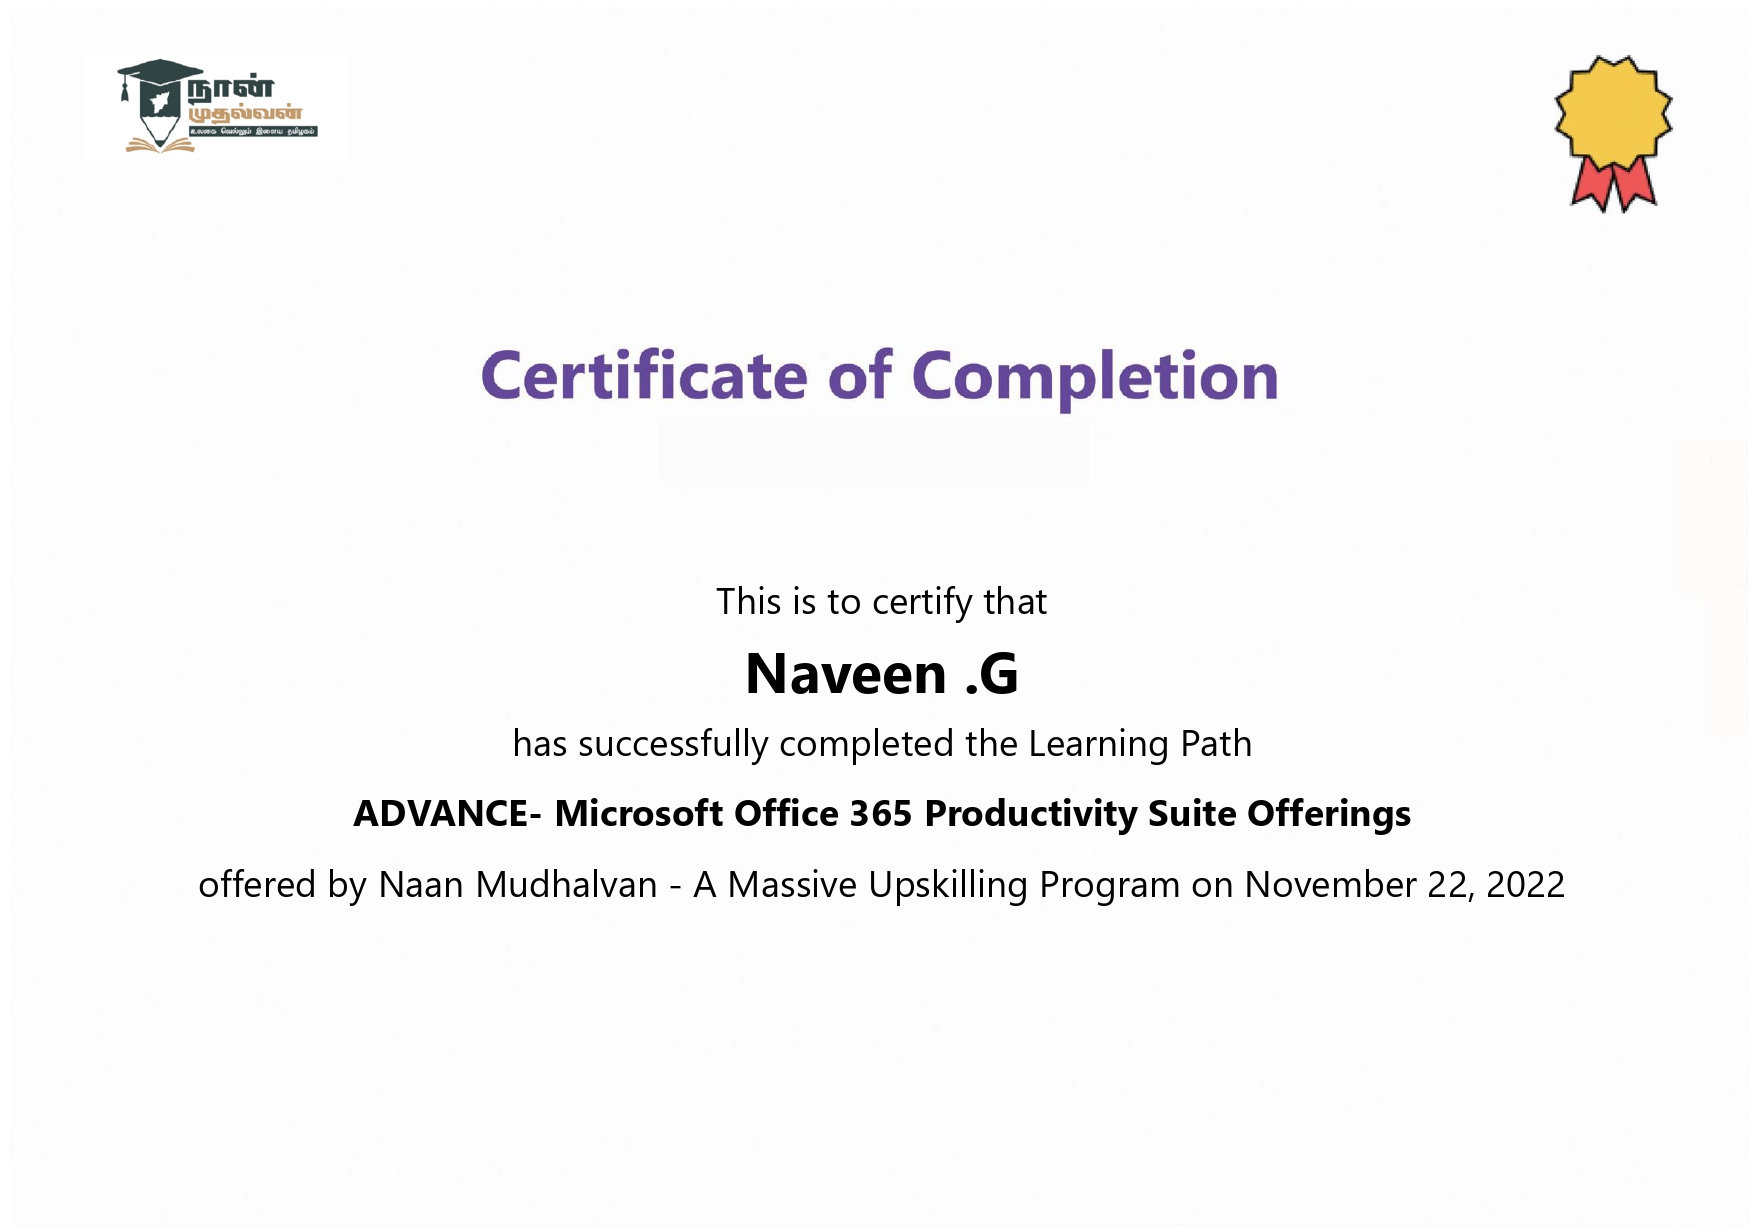 நான்
முதல்வன்
உலகை வெல்லும் இளைய தமிழகம்
Certificate of Completion
This is to certify that
Naveen .G
has successfully completed the Learning Path
ADVANCE- Microsoft Office 365 Productivity Suite Offerings
offered by Naan Mudhalvan - A Massive Upskilling Program on November 22, 2022